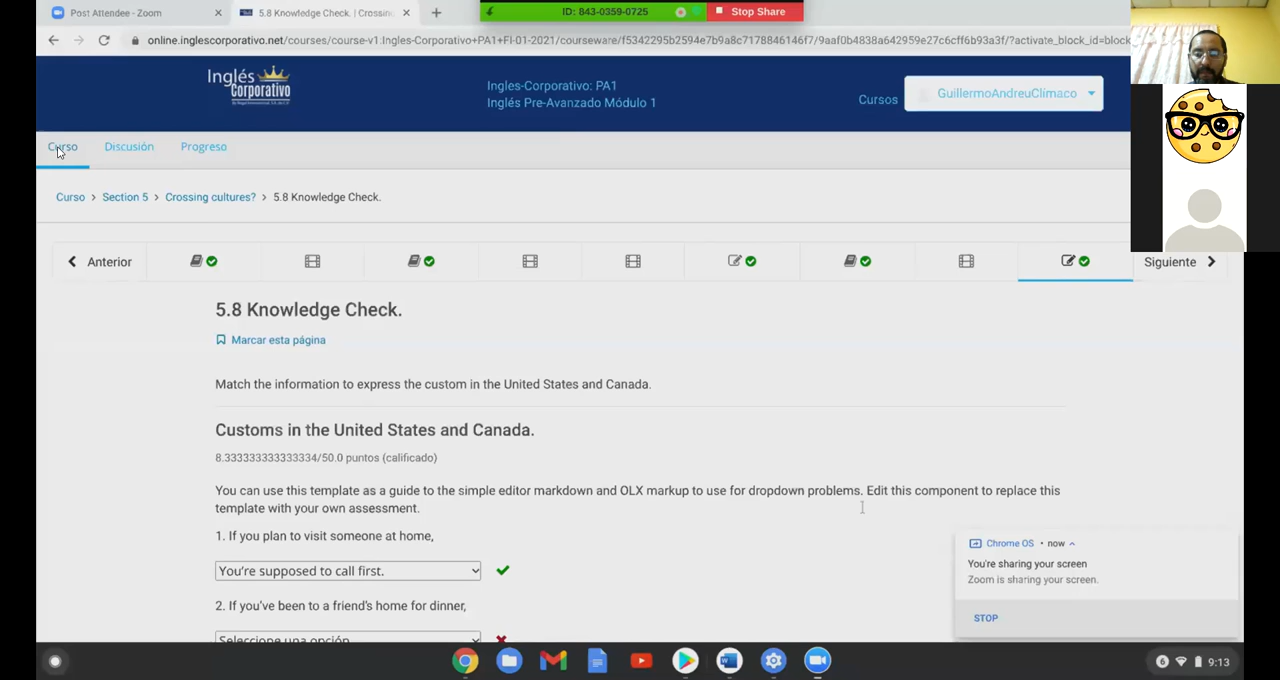 Post Attendee - Zoom
5.8 Knowledge Check. | Crossin
ID: 843-0359-0725
Stop Share
online.inglescorporativo.net/courses/course-v1:Ingles-Corporativo+PA1+FI-01-2021/courseware/f5342295b2594e7b9a8c7178846146f7/9aaf0b4838a642959e27c6cff6b93a3f/?activate_block_id=block
Inglés
Corporativo
Ingles-Corporativo: PA1
Inglés Pre-Avanzado Módulo 1
Cursos
GuillermoAndreuClímaco
Curso
Discusión
Progreso
Curso > Section 5 > Crossing cultures? > 5.8 Knowledge Check.
Anterior
Siguiente
5.8 Knowledge Check.
Marcar esta página
Match the information to express the custom in the United States and Canada.
Customs in the United States and Canada.
8.333333333333334/50.0 puntos (calificado)
You can use this template as a guide to the simple editor markdown and OLX markup to use for dropdown problems. Edit this component to replace this
template with your own assessment.
1. If you plan to visit someone at home,
You're supposed to call first.
2. If you've been to a friend's home for dinner,
Seleccione una opción
Chrome OS • now
You're sharing your screen
Zoom is sharing your screen.
STOP
6
9:13